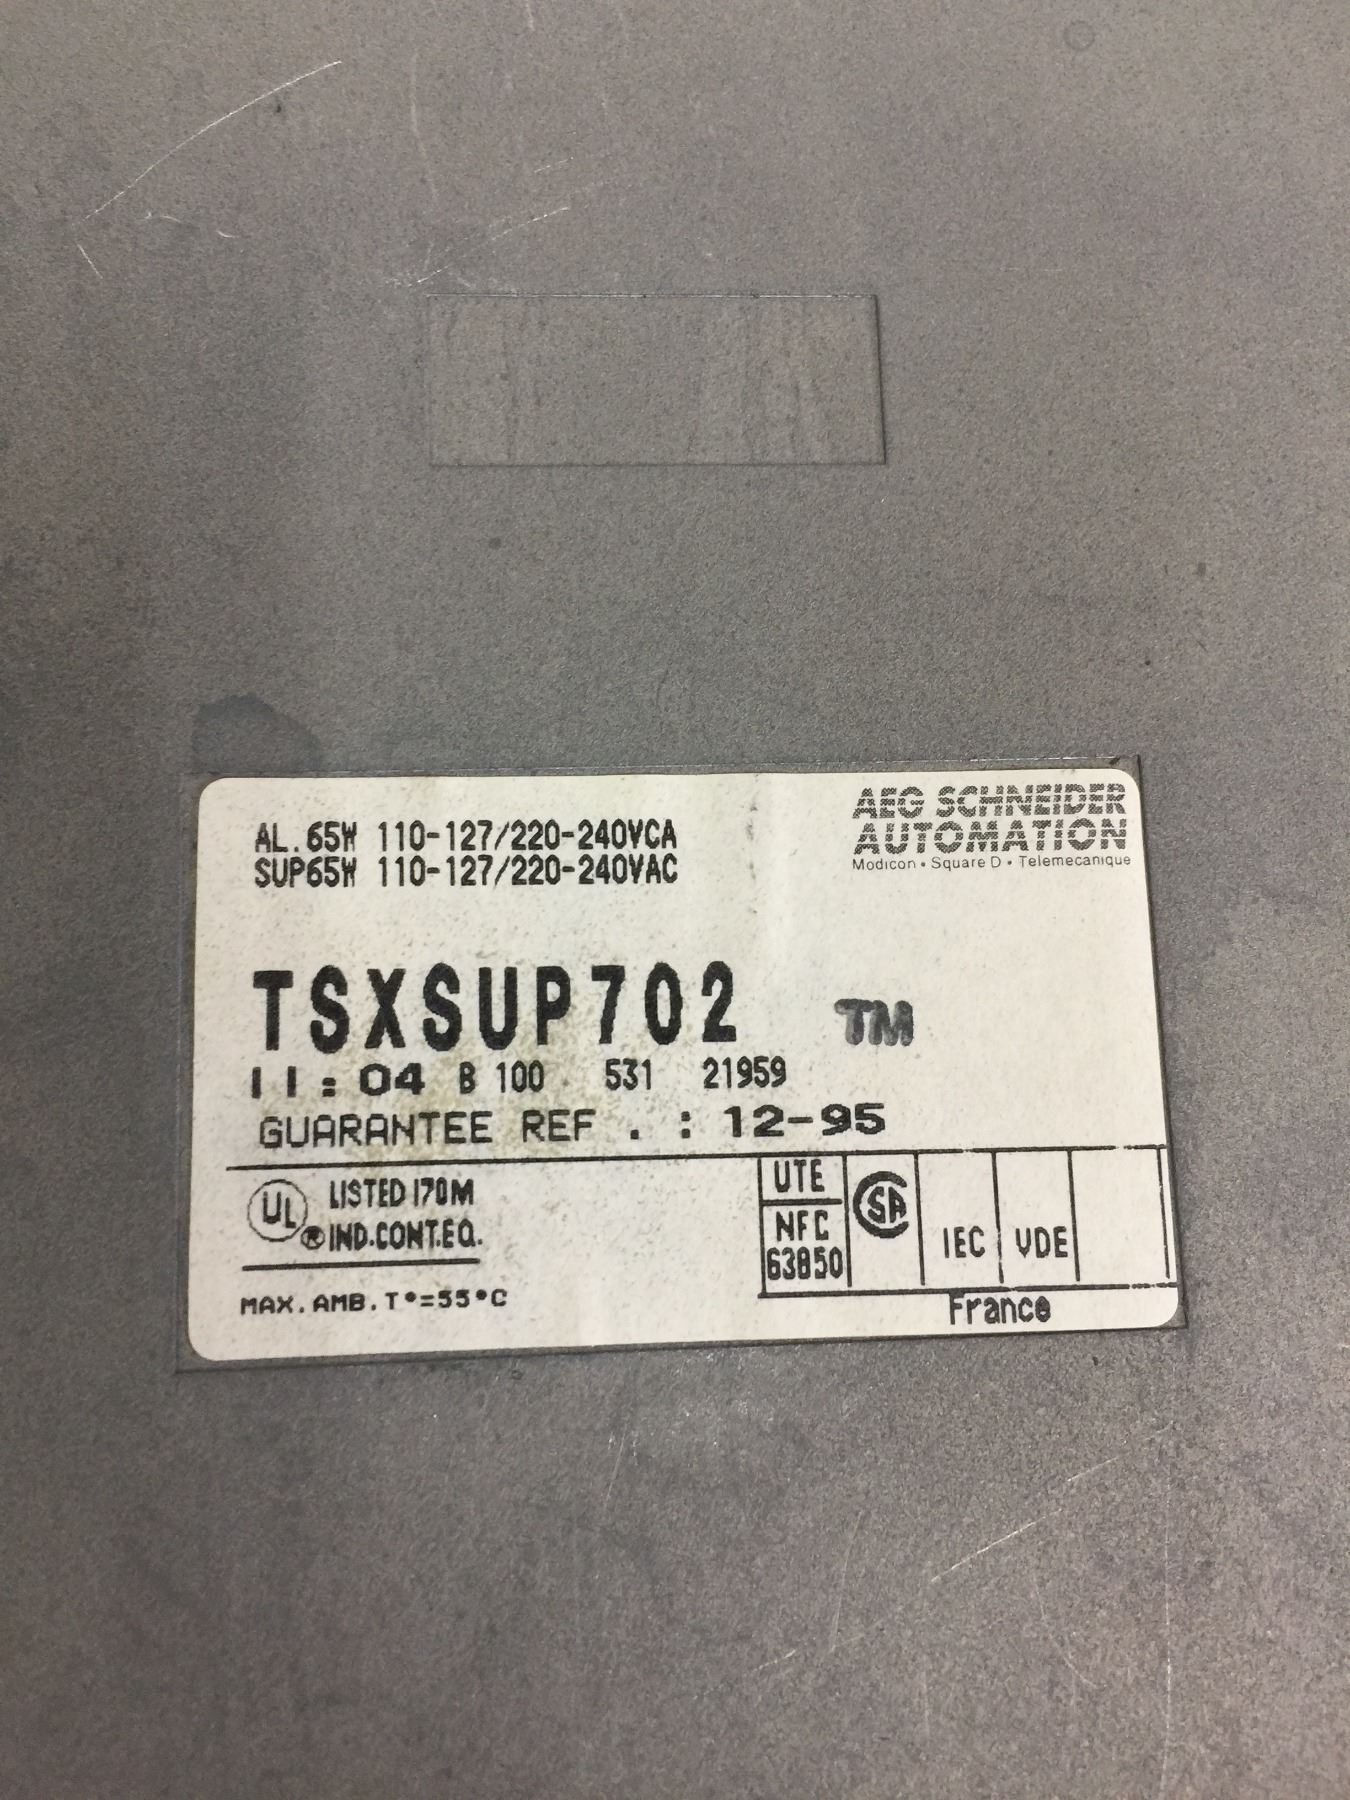 AL.65W 110-127/220-240VCA
SUP65W 110-127/220-240VAC
AEG SCHNEIDER
AUTOMATION
Modicon • Square D • Telemecanique
TSXSUP702 TM
II:04 B 100 531 21959
GUARANTEE REF . : 12-95
UL ® LISTED 170M
IND.CONT.EQ.
MAX.AMB.T°=55°C
UTE
NFC
63850
CSA
IEC
VDE
France